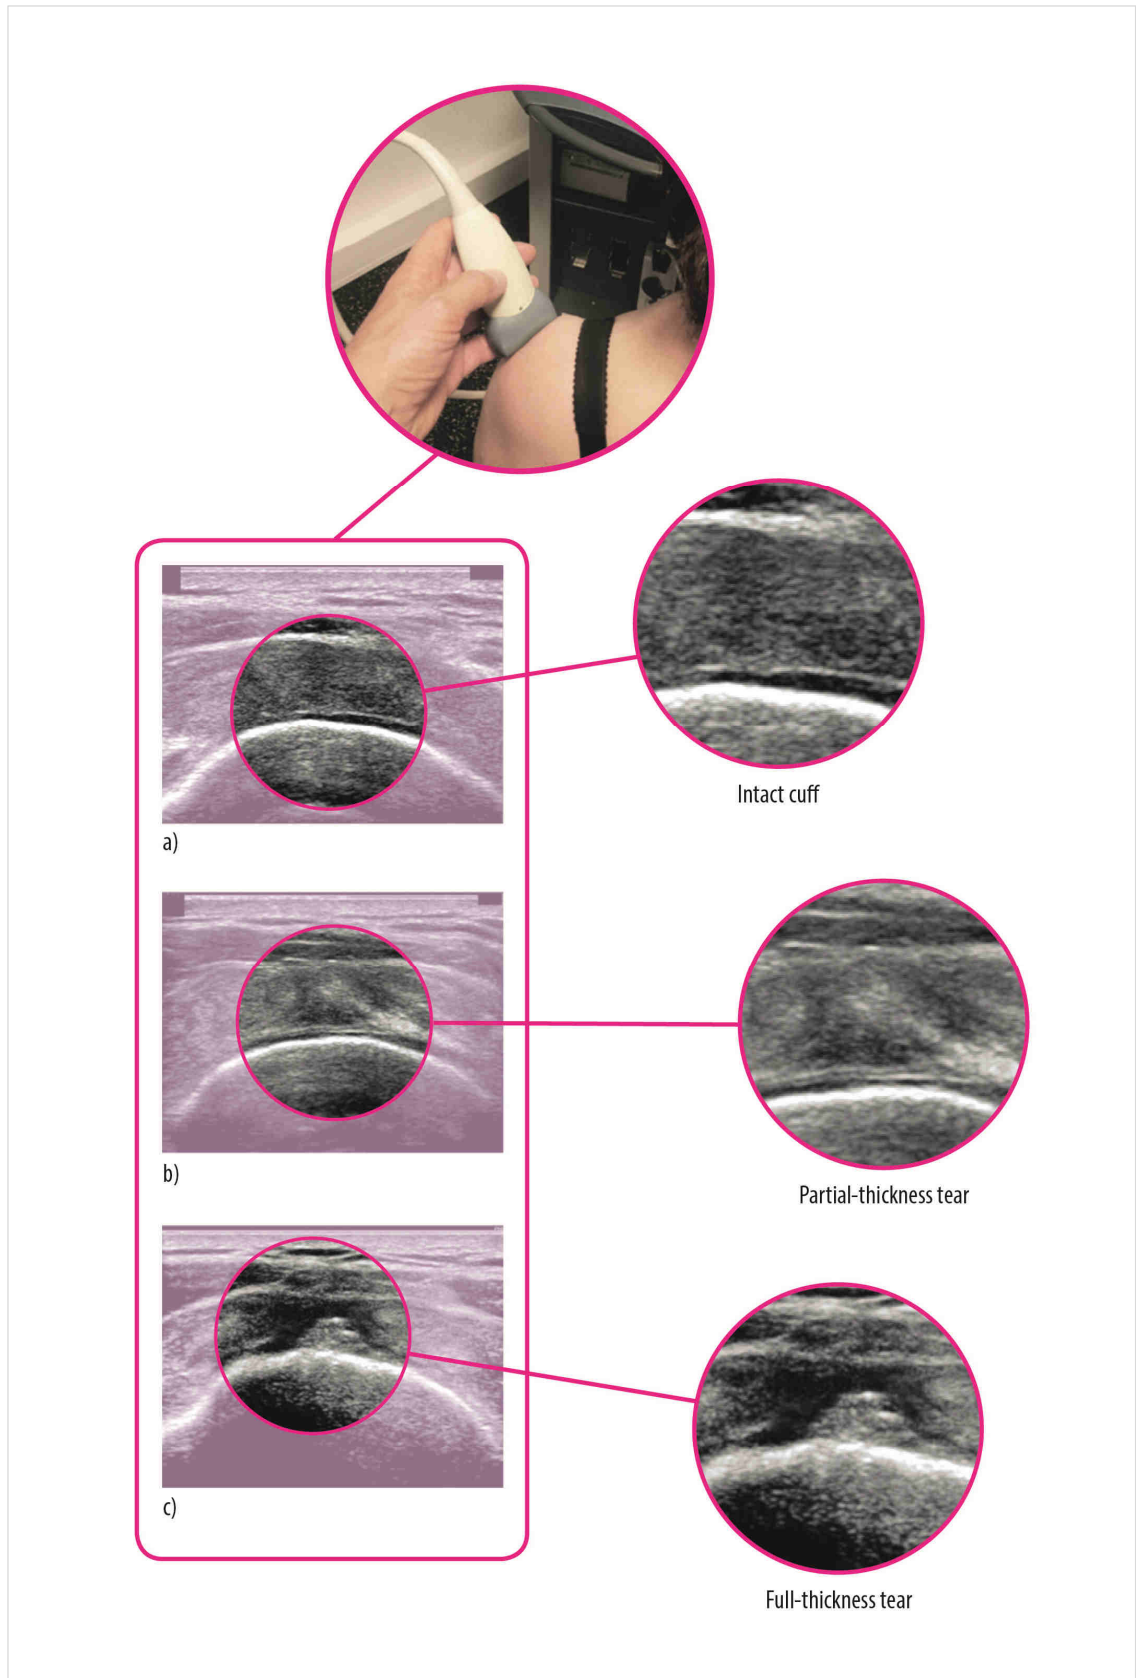 Intact cuff
a)
b)
Partial-thickness tear
c)
Full-thickness tear